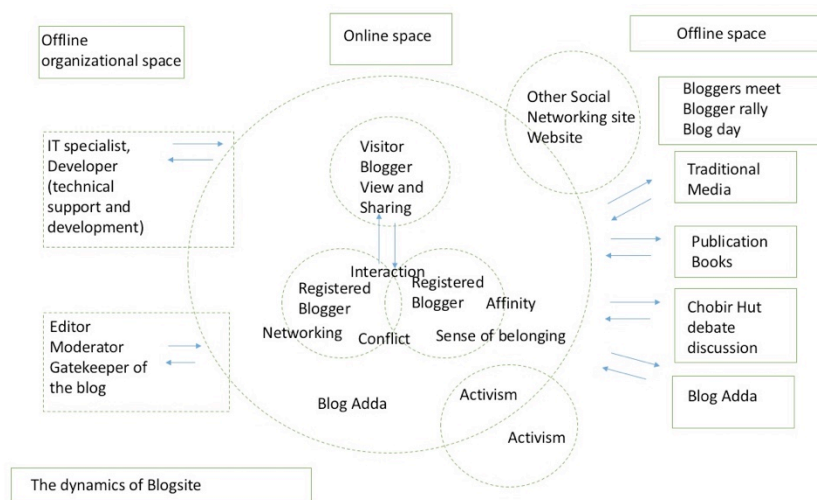 Offline
organizational space
Online space
Offline space
Other Social
Networking site
Website
Bloggers meet
Blogger rally
Blog day
IT specialist,
Developer
(technical
support and
development)
Visitor
Blogger
View and
Sharing
Traditional
Media
Publication
Books
Interaction
Registered
Blogger
Registered
Blogger
Affinity
Networking
Conflict
Sense of belonging
Chobir Hut
debate
discussion
Editor
Moderator
Gatekeeper of
the blog
Blog Adda
Activism
Activism
Blog Adda
The dynamics of Blogsite